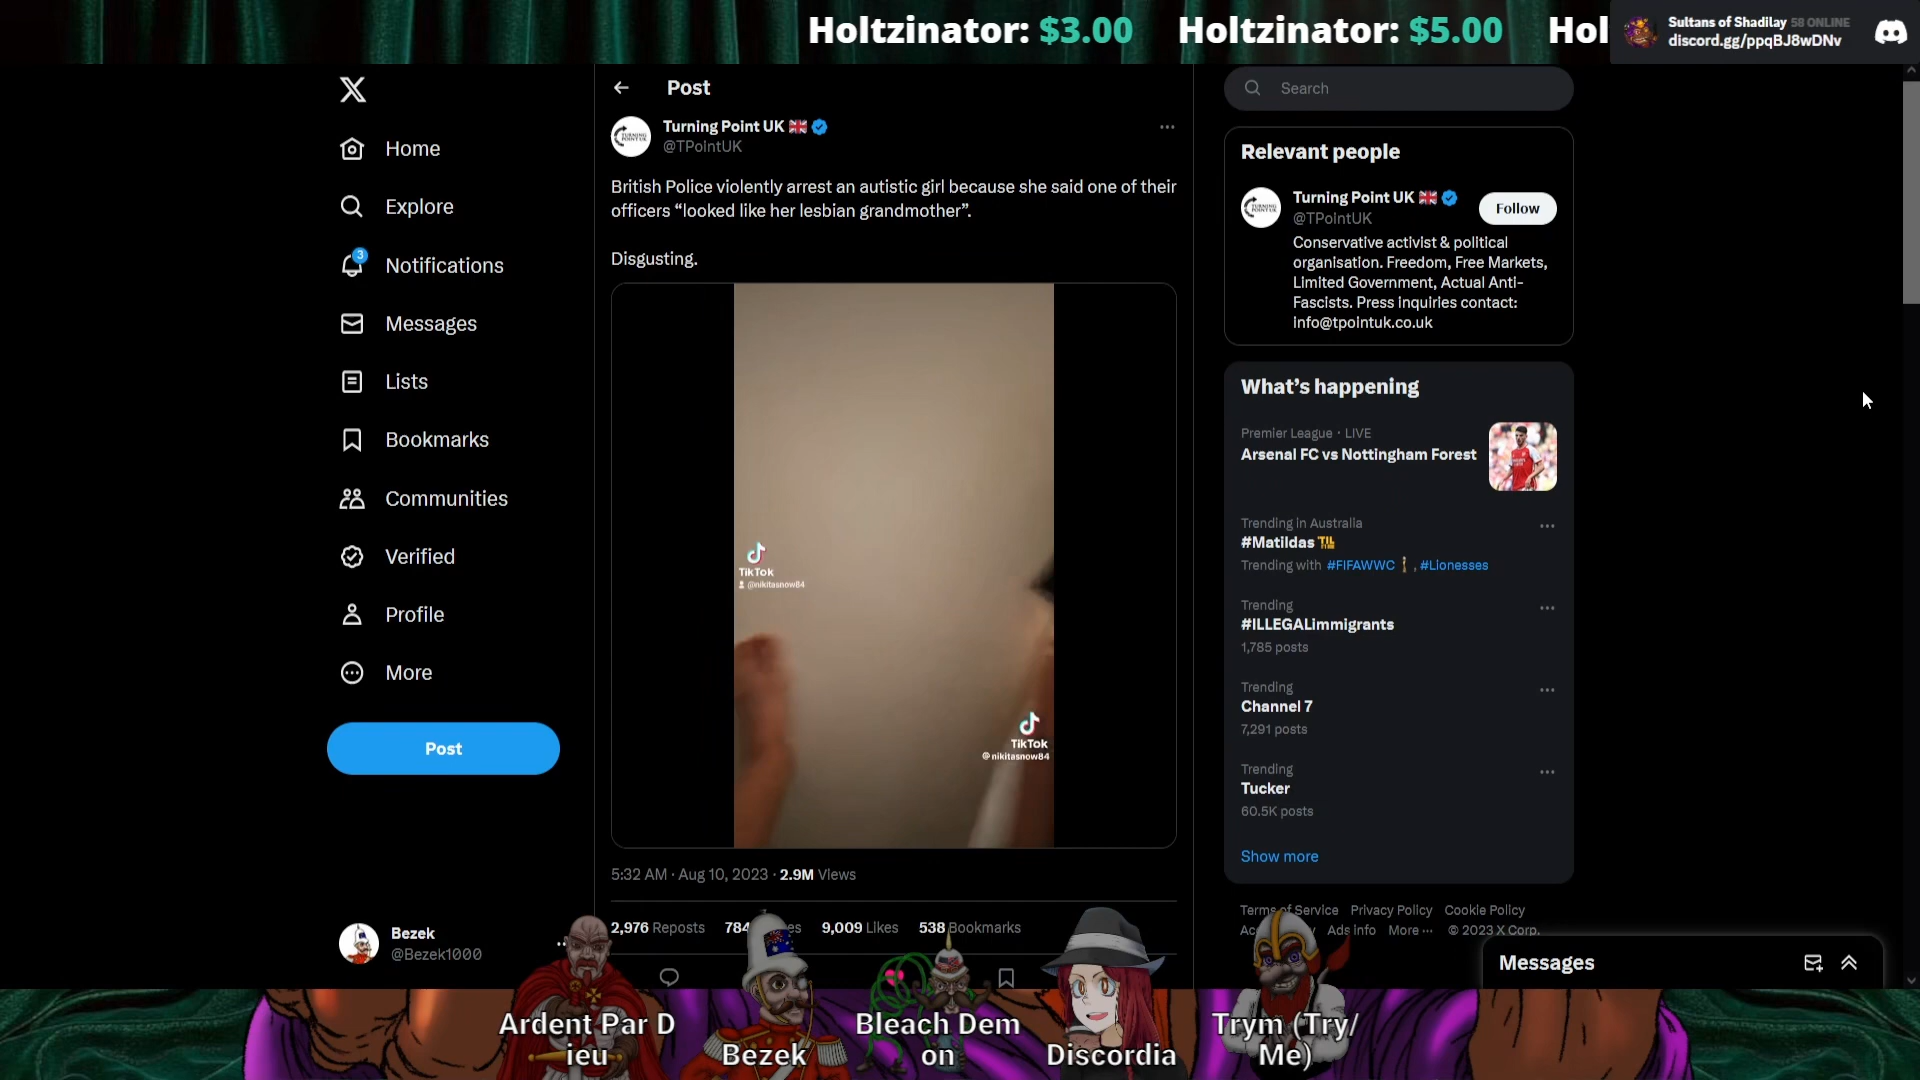 Holtzinator: $3.00 Holtzinator: $5.00 Hol
Sultans of Shadilay 58 ONLINE
discord.gg/ppqBJ8wDNv
Home
Explore
3
Notifications
Messages
Lists
Bookmarks
Communities
Verified
Profile
More
Post
Bezek
@Bezek1000
Post
Turning Point UK
@TPointUK
British Police violently arrest an autistic girl because she said one of their
officers “looked like her lesbian grandmother”.
Disgusting.
TikTok
@nikitasnow84
TikTok
@nikitasnow84
5:32 AM · Aug 10, 2023 · 2.9M Views
2,976 Reposts 784 es 9,009 Likes 538 Bookmarks
Search
Relevant people
Turning Point UK
@TPointUK
Follow
Conservative activist & political
organisation. Freedom, Free Markets,
Limited Government, Actual Anti-
Fascists. Press inquiries contact:
info@tpointuk.co.uk
What’s happening
Premier League · LIVE
Arsenal FC vs Nottingham Forest
Trending in Australia
#Matildas
Trending with #FIFAWWC , #Lionesses
Trending
#ILLEGALimmigrants
1,785 posts
Trending
Channel 7
7,291 posts
Trending
Tucker
60.5K posts
Show more
Terms of Service Privacy Policy Cookie Policy
Ads info More ··· © 2023 X Corp.
Messages
Ardent Par D
ieu
Bezek
Bleach Dem
on
Discordia
Trym (Try/
Me)